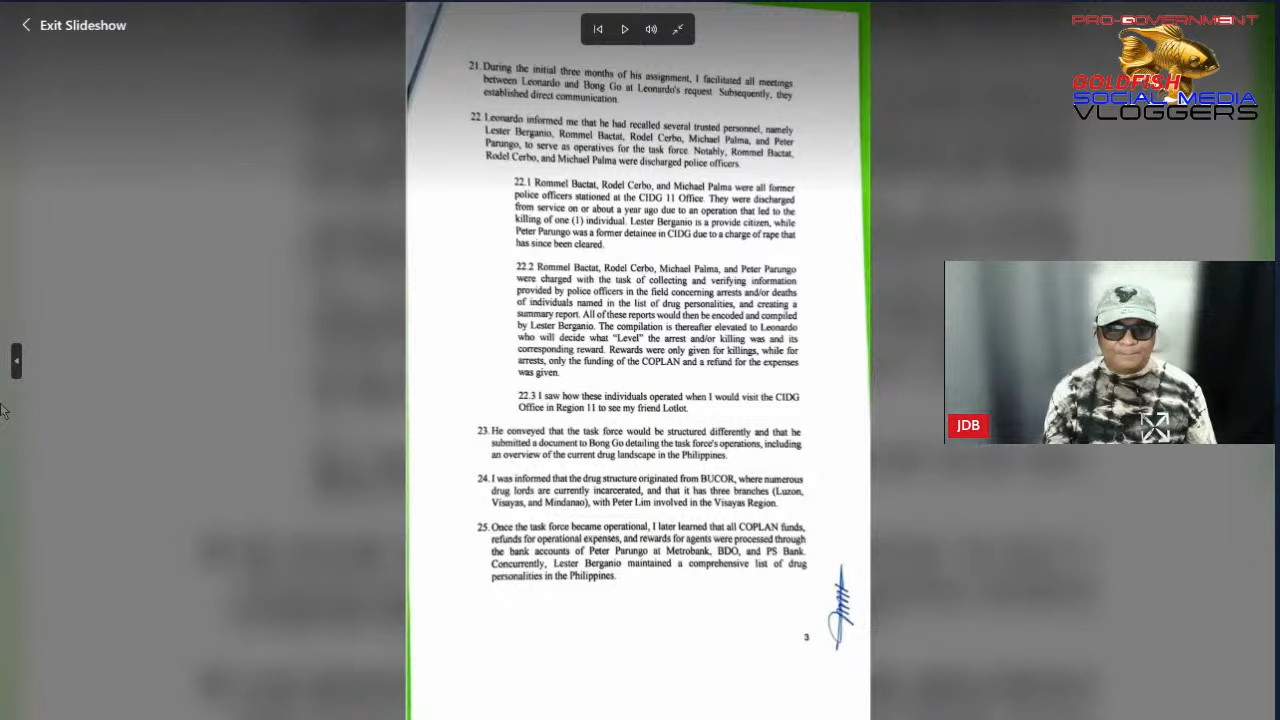 Exit Slideshow
PRO-GOVERNMENT
GOLDFISH
SOCIAL MEDIA
VLOGGERS
21. During the initial three months of his assignment, I facilitated all meetings
between Leonardo and Bong Go at Leonardo's request Subsequently, they
established direct communication.
22. Leonardo informed me that he had recalled several trusted personnel, namely
Lester Berganio, Rommel Bactat, Rodel Cerbo, Michael Palma, and Peter
Parungo, to serve as operatives for the task force. Notably, Rommel Bactat,
Rodel Cerbo, and Michael Palma were discharged police officers.
22.1 Rommel Bactat, Rodel Cerbo, and Michael Palma were all former
police officers stationed at the CIDG 11 Office. They were discharged
from service on or about a year ago due to an operation that led to the
killing of one (1) individual. Lester Berganio is a provide citizen, while
Peter Parungo was a former detainee in CIDG due to a charge of rape that
has since been cleared.
22.2 Rommel Bactat, Rodel Cerbo, Michael Palma, and Peter Parungo
were charged with the task of collecting and verifying information
provided by police officers in the field concerning arrests and/or deaths
of individuals named in the list of drug personalities, and creating a
summary report. All of these reports would then be encoded and compiled
by Lester Berganio. The compilation is thereafter elevated to Leonardo
who will decide what "Level" the arrest and/or killing was and its
corresponding reward. Rewards were only given for killings, while for
arrests, only the funding of the COPLAN and a refund for the expenses
was given.
22.3 I saw how these individuals operated when I would visit the CIDG
Office in Region 11 to see my friend Lotlot.
23. He conveyed that the task force would be structured differently and that he
submitted a document to Bong Go detailing the task force's operations, including
an overview of the current drug landscape in the Philippines.
24. I was informed that the drug structure originated from BUCOR, where numerous
drug lords are currently incarcerated, and that it has three branches (Luzon,
Visayas, and Mindanao), with Peter Lim involved in the Visayas Region.
25. Once the task force became operational, I later learned that all COPLAN funds,
refunds for operational expenses, and rewards for agents were processed through
the bank accounts of Peter Parungo at Metrobank, BDO, and PS Bank.
Concurrently, Lester Berganio maintained a comprehensive list of drug
personalities in the Philippines.
3
JDB